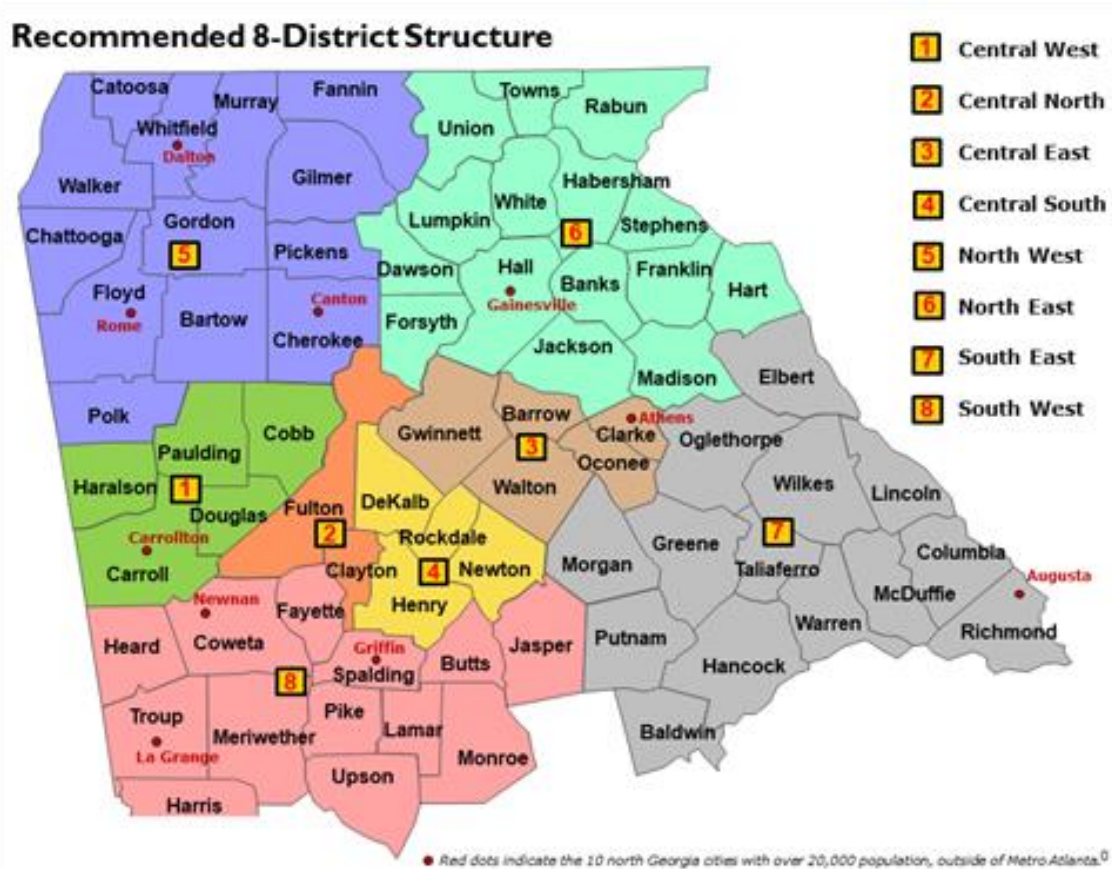 Recommended 8-District Structure
1 Central West
2 Central North
3 Central East
4 Central South
5 North West
6 North East
7 South East
8 South West
Catoosa
Murray
Fannin
Towns
Rabun
Union
Whitfield
Dalton
Walker
Gilmer
White
Habersham
Lumpkin
Stephens
Gordon
Chattooga
5
Pickens
6
Dawson
Hall
Banks
Franklin
Hart
Floyd
Rome
Bartow
Canton
Cherokee
Gainesville
Forsyth
Jackson
Madison
Elbert
Polk
Cobb
Barrow
Athens
Gwinnett
Clarke
Oglethorpe
Paulding
3
Oconee
Haralson
1
Walton
Wilkes
Lincoln
DeKalb
Douglas
Fulton
2
Rockdale
7
Greene
Carrollton
Carroll
Clayton
4
Newton
Morgan
Taliaferro
Columbia
Augusta
McDuffie
Newnan
Fayette
Henry
Warren
Richmond
Heard
Coweta
Griffin
Spalding
Butts
Jasper
Putnam
Hancock
8
Troup
La Grange
Meriwether
Pike
Lamar
Monroe
Baldwin
Upson
Harris
Red dots indicate the 10 north Georgia cities with over 20,000 population, outside of Metro Atlanta.0